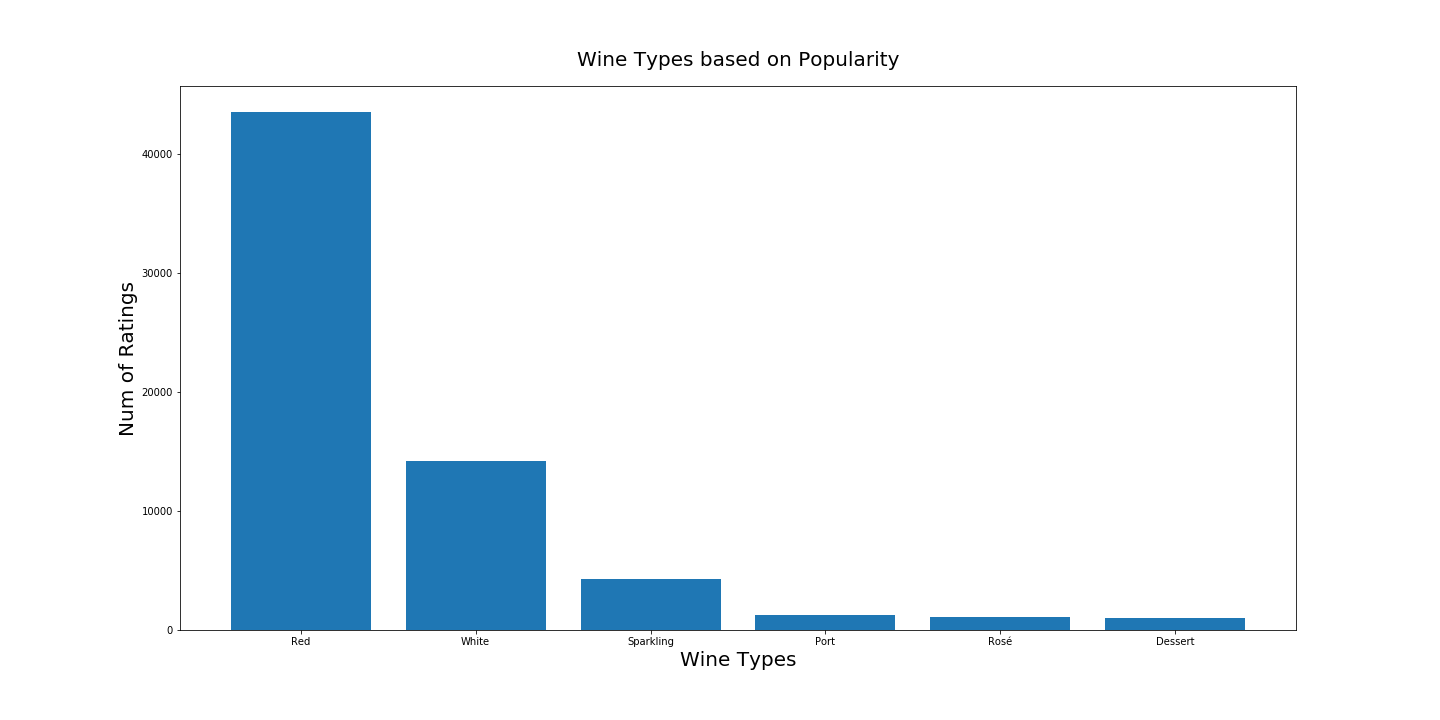 Wine Types based on Popularity
Num of Ratings
40000
30000
20000
10000
0
Red White Sparkling Port Rosé Dessert
Wine Types